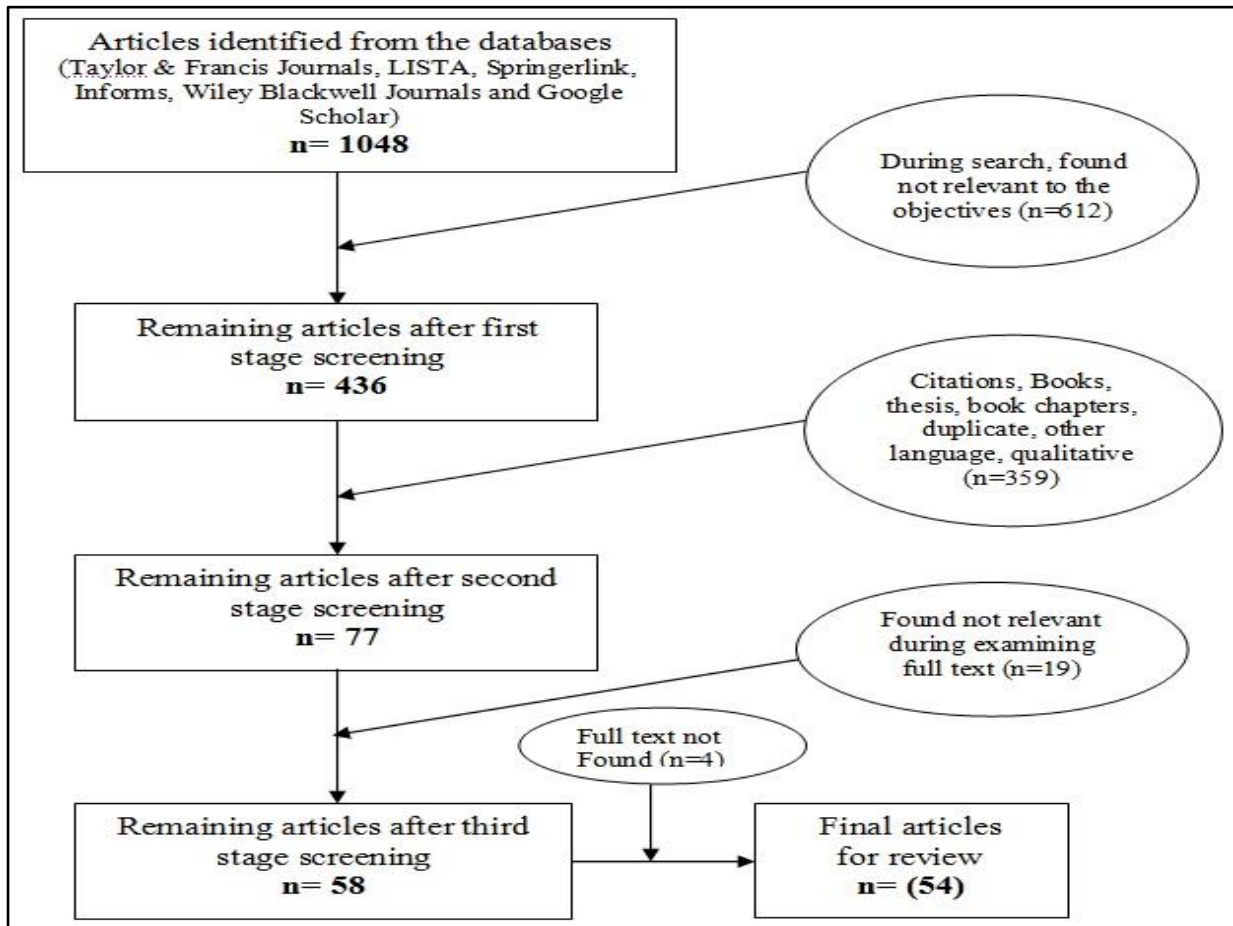 Articles identified from the databases
(Taylor & Francis Journals, LISTA, Springerlink,
Informs, Wiley Blackwell Journals and Google
Scholar)
n= 1048
During search, found
not relevant to the
objectives (n=612)
Remaining articles after first
stage screening
n= 436
Citations, Books,
thesis, book chapters,
duplicate, other
language, qualitative
(n=359)
Remaining articles after second
stage screening
n= 77
Found not relevant
during examining
full text (n=19)
Full text not
Found (n=4)
Remaining articles after third
stage screening
n= 58
Final articles
for review
n= (54)